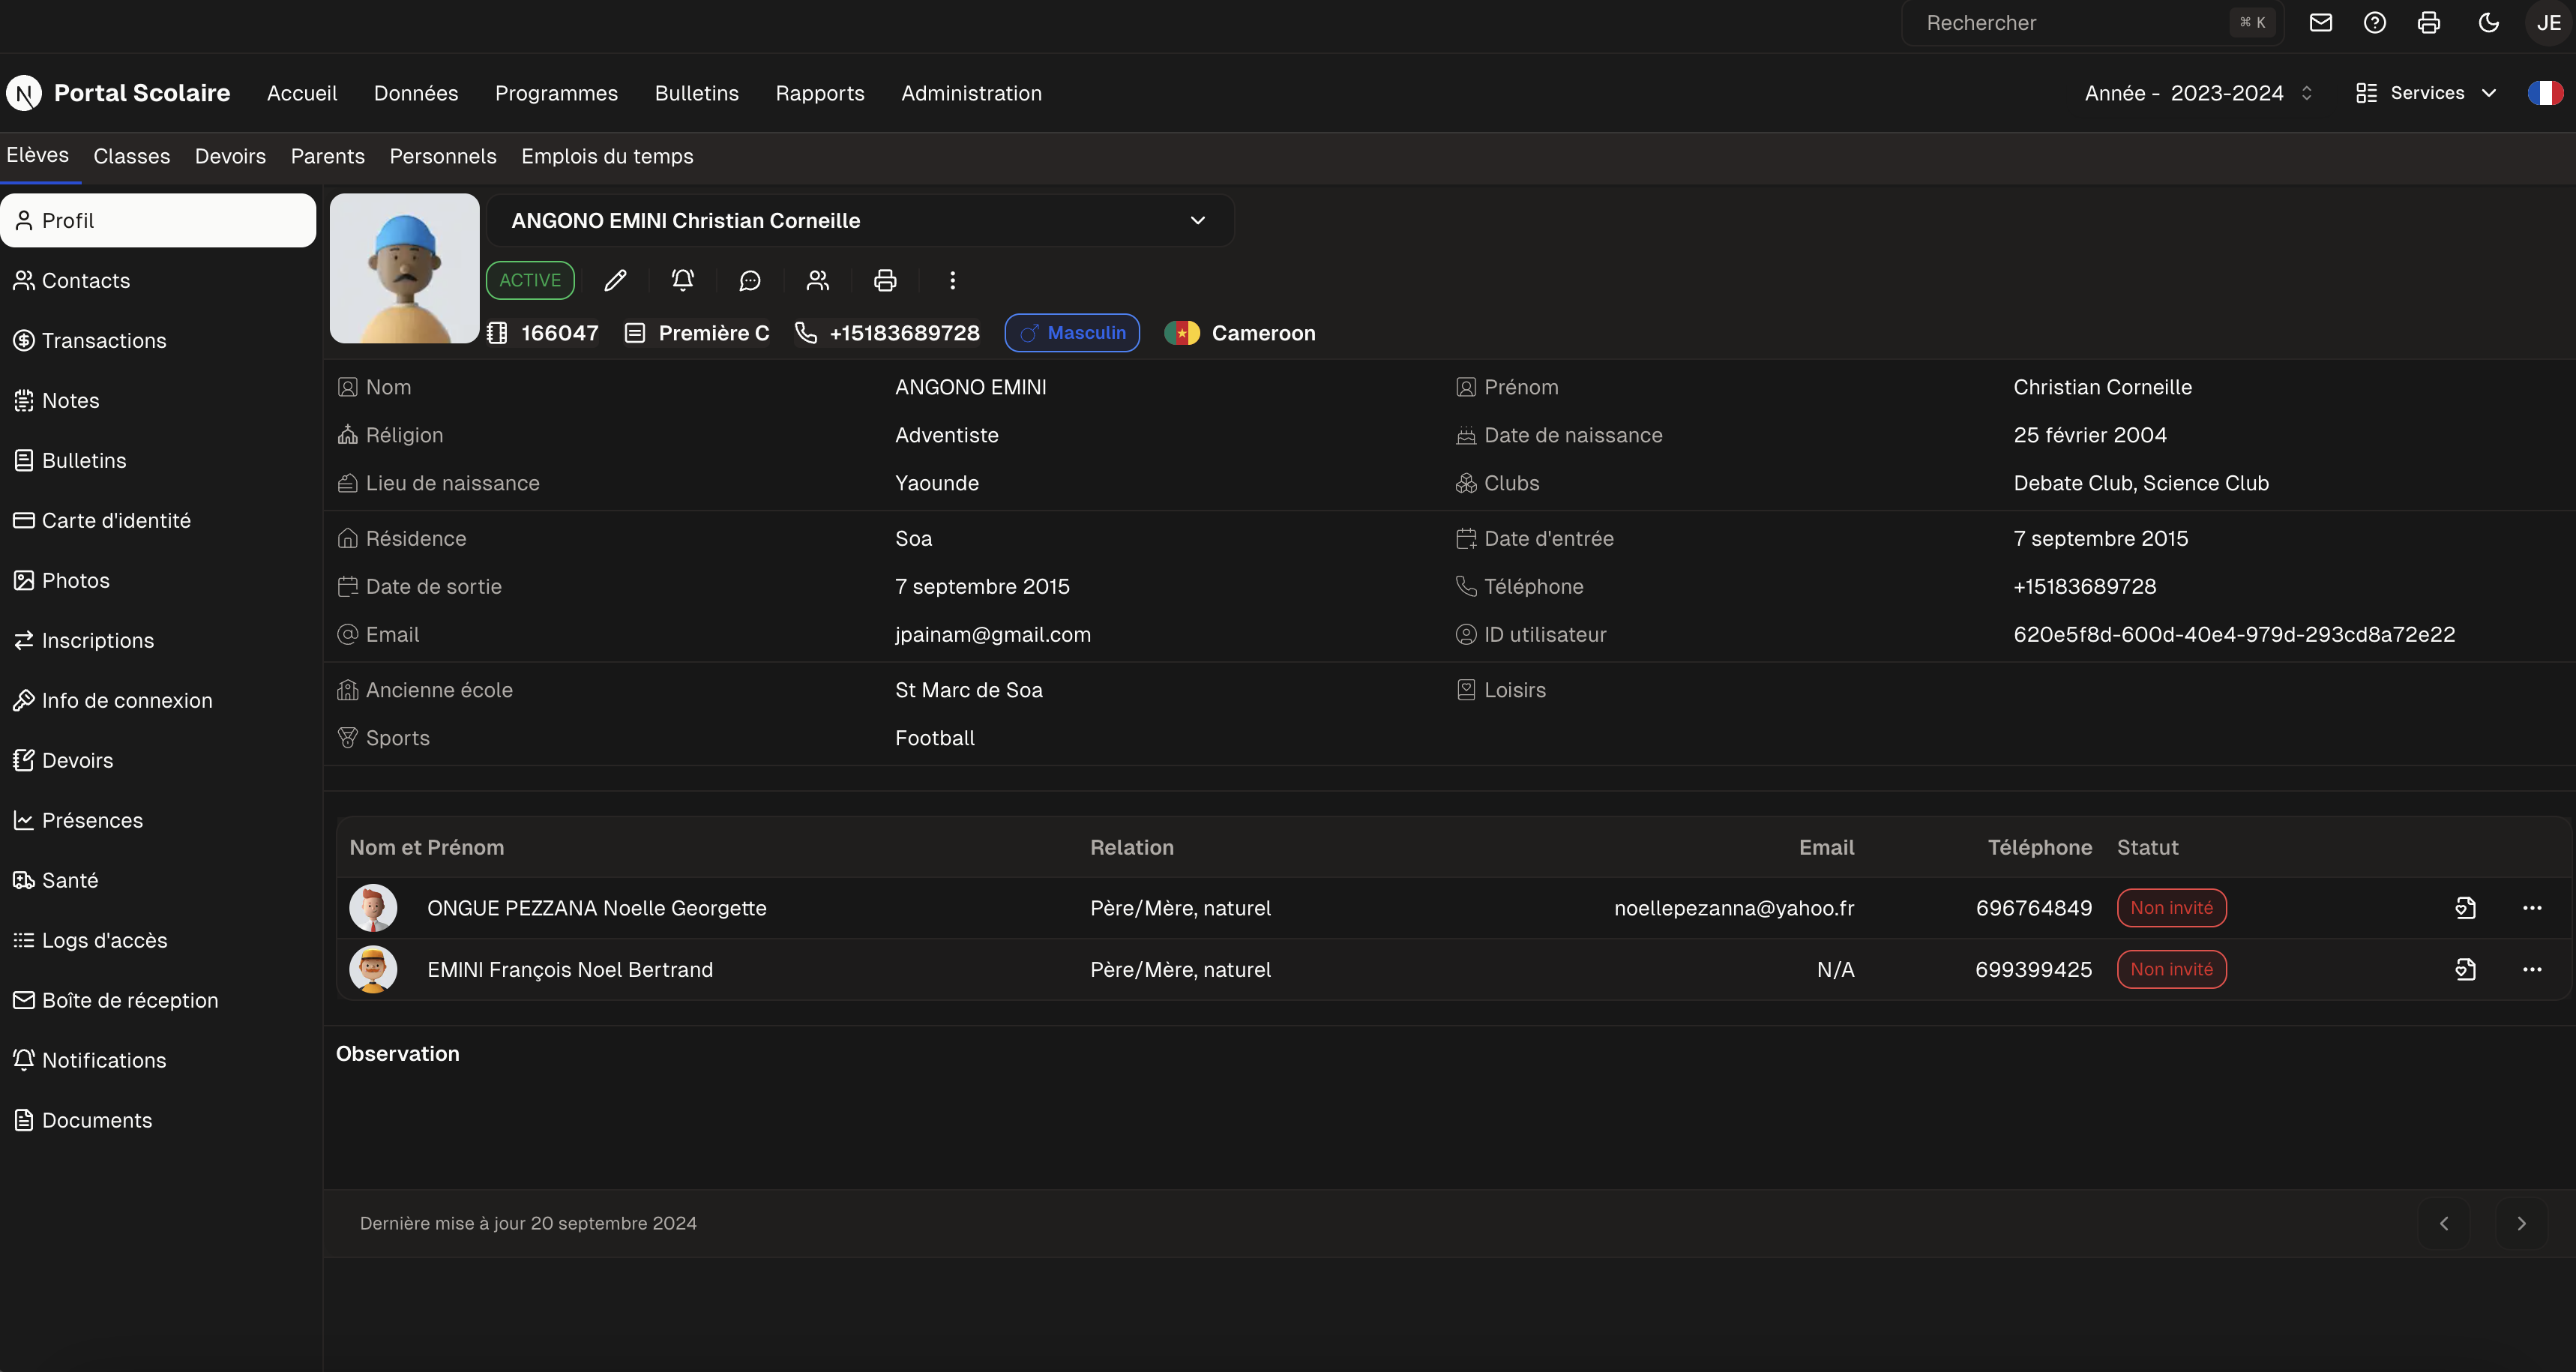 Rechercher ⌘ K JE
N Portal Scolaire Accueil Données Programmes Bulletins Rapports Administration Année - 2023-2024 Services
Elèves Classes Devoirs Parents Personnels Emplois du temps
Profil
Contacts
Transactions
Notes
Bulletins
Carte d'identité
Photos
Inscriptions
Info de connexion
Devoirs
Présences
Santé
Logs d'accès
Boîte de réception
Notifications
Documents
ANGONO EMINI Christian Corneille
ACTIVE
166047 Première C +15183689728 Masculin Cameroon
Nom ANGONO EMINI Prénom Christian Corneille
Réligion Adventiste Date de naissance 25 février 2004
Lieu de naissance Yaounde Clubs Debate Club, Science Club
Résidence Soa Date d'entrée 7 septembre 2015
Date de sortie 7 septembre 2015 Téléphone +15183689728
Email jpainam@gmail.com ID utilisateur 620e5f8d-600d-40e4-979d-293cd8a72e22
Ancienne école St Marc de Soa Loisirs
Sports Football
Nom et Prénom Relation Email Téléphone Statut
ONGUE PEZZANA Noelle Georgette Père/Mère, naturel noellepezanna@yahoo.fr 696764849 Non invité
EMINI François Noel Bertrand Père/Mère, naturel N/A 699399425 Non invité
Observation
Dernière mise à jour 20 septembre 2024